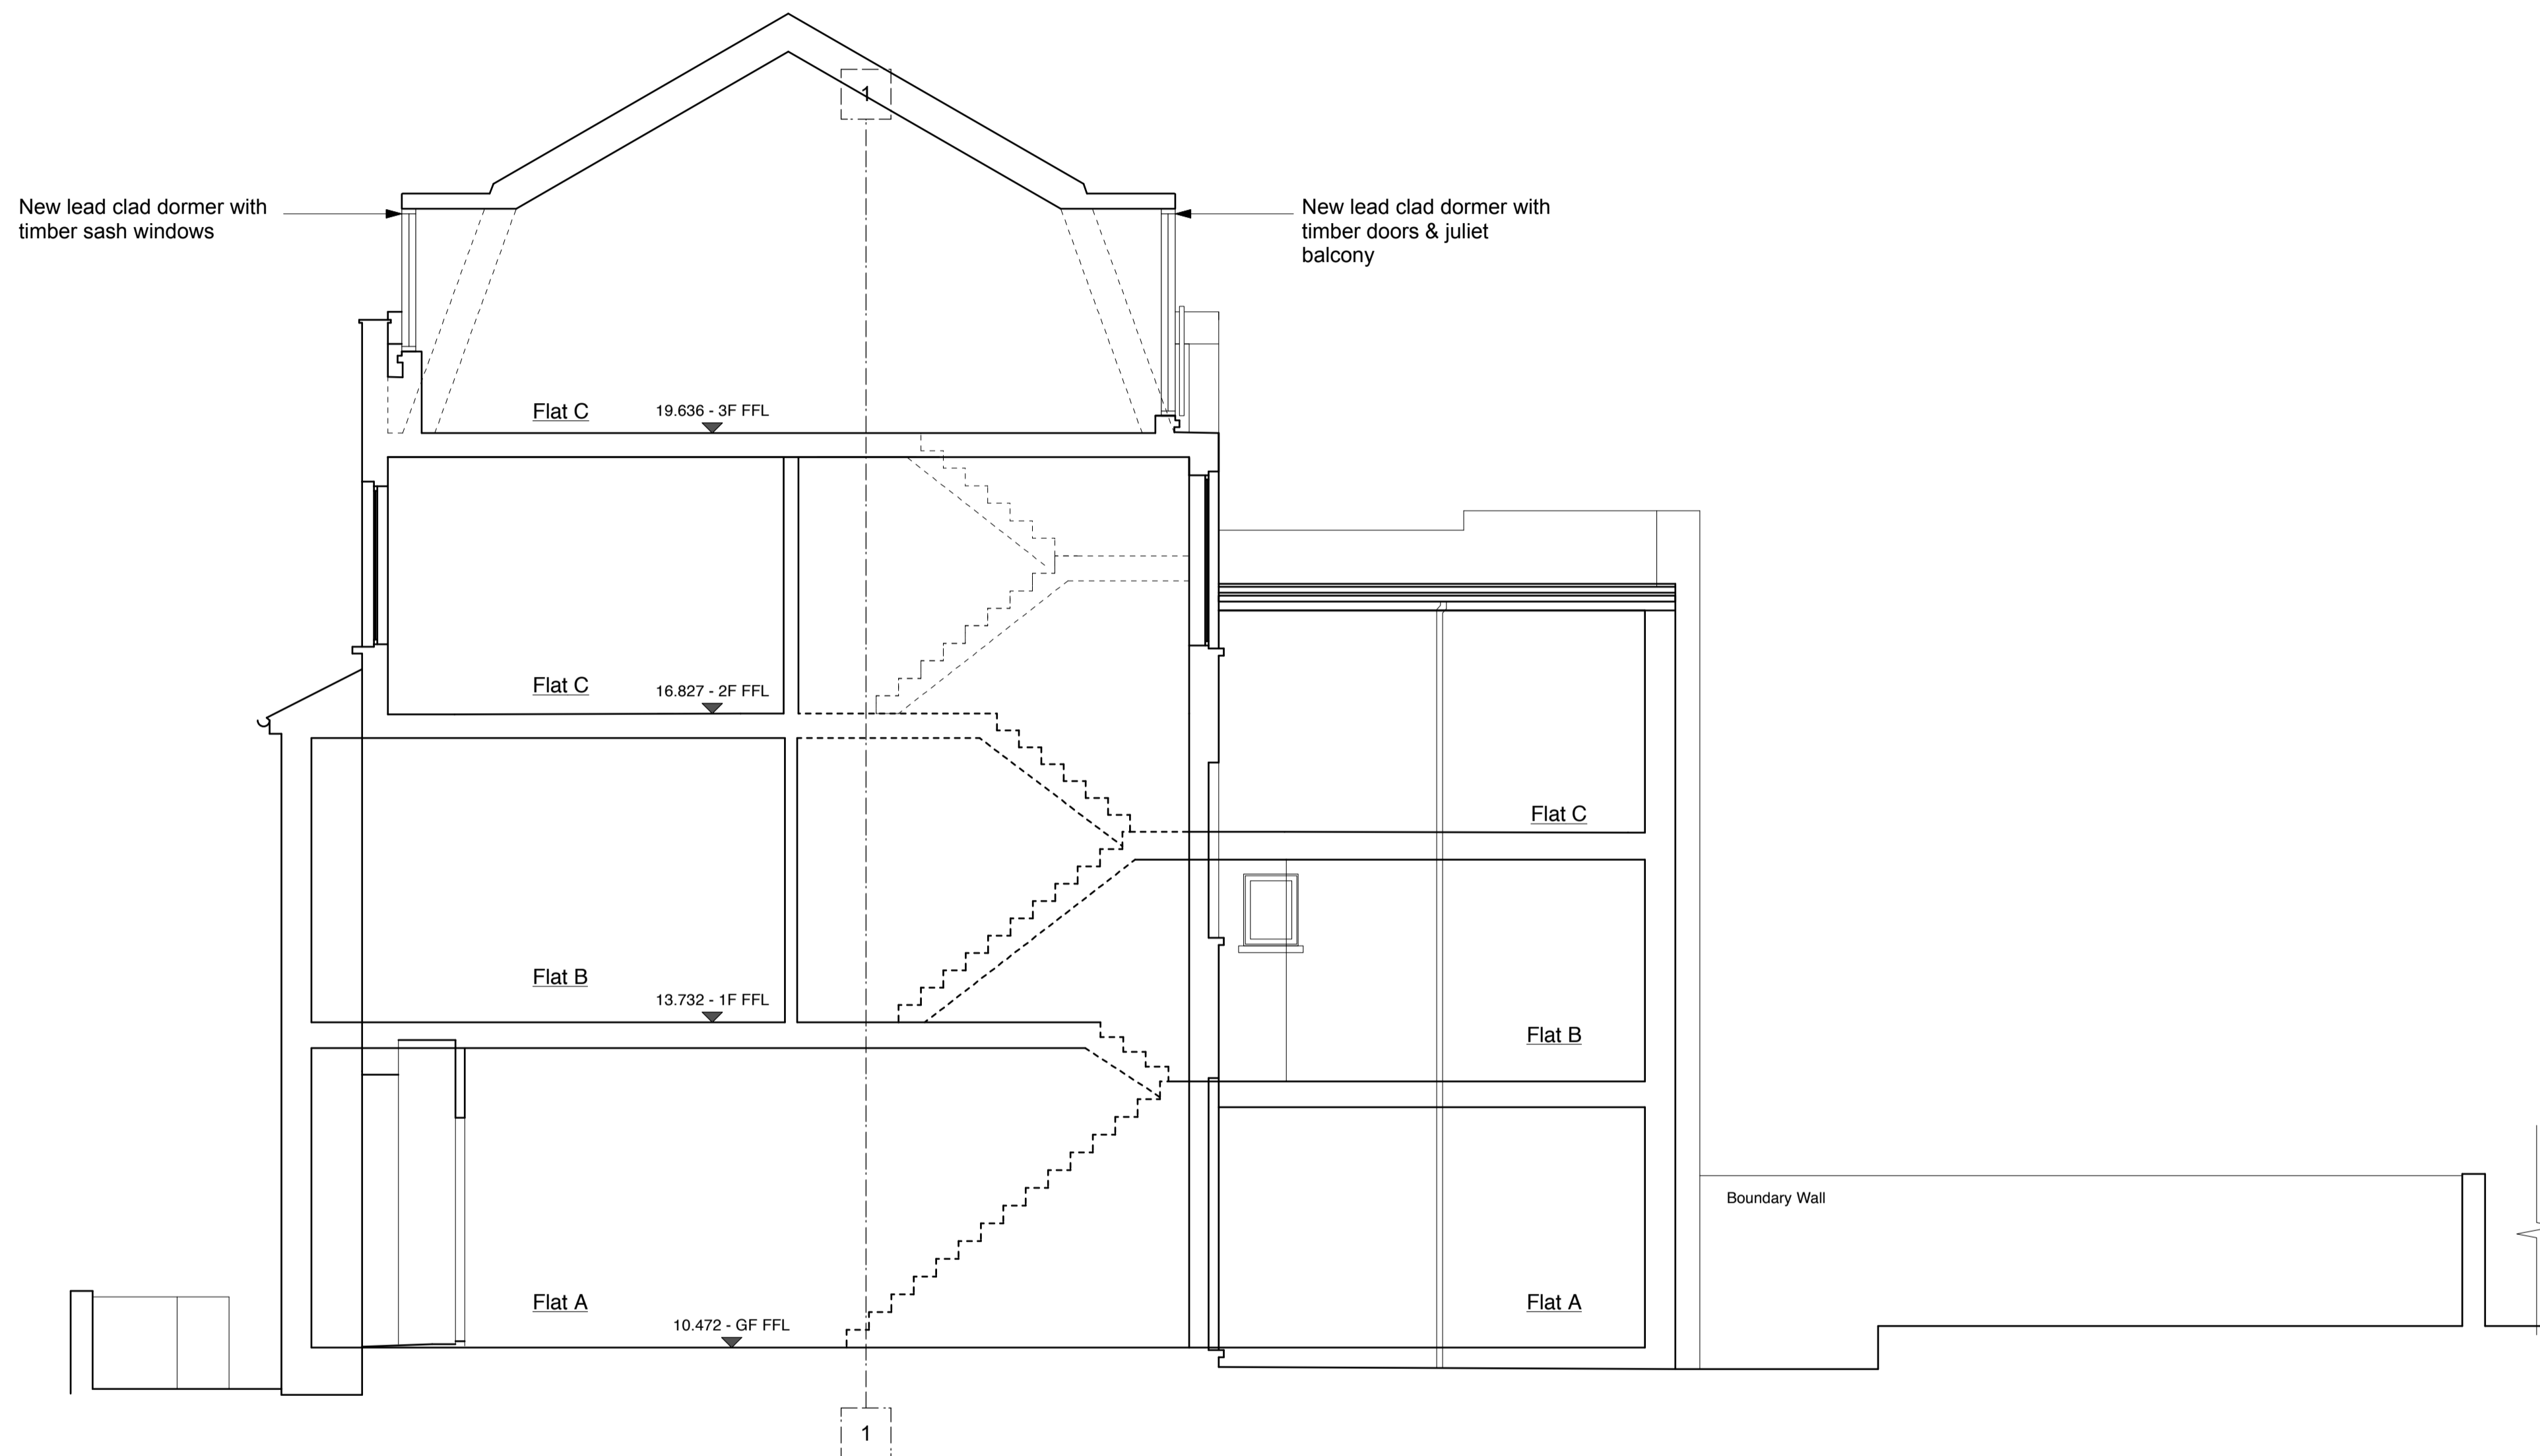 1
New lead clad dormer with
timber sash windows
New lead clad dormer with
timber doors & juliet
balcony
Flat C
19.636 - 3F FFL
Flat C
16.827 - 2F FFL
Flat C
Flat B
13.732 - 1F FFL
Flat B
Boundary Wall
Flat A
10.472 - GF FFL
Flat A
1